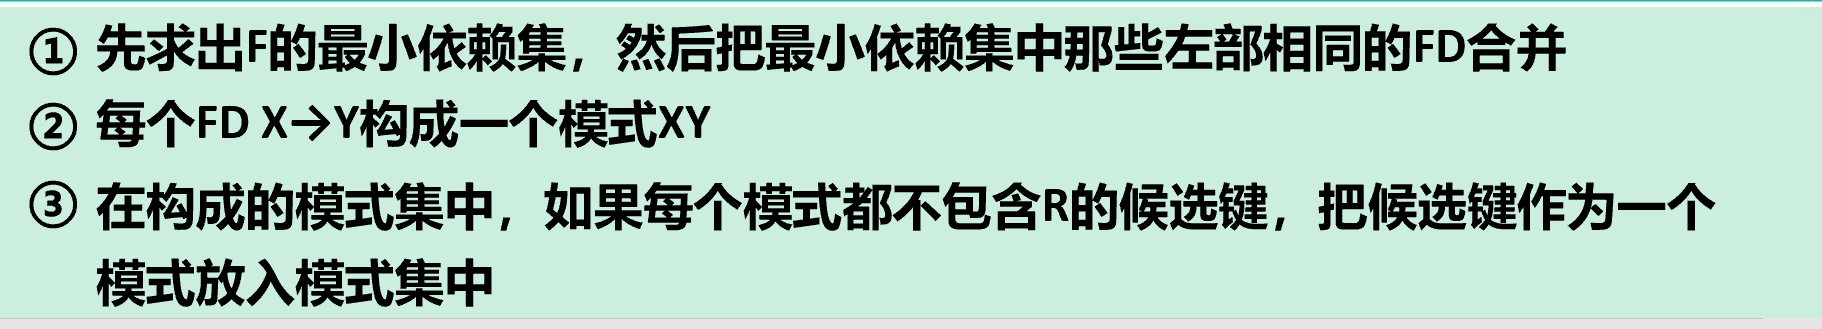 ① 先求出F的最小依赖集，然后把最小依赖集中那些左部相同的FD合并
② 每个FD X→Y构成一个模式XY
③ 在构成的模式集中，如果每个模式都不包含R的候选键，把候选键作为一个
模式放入模式集中